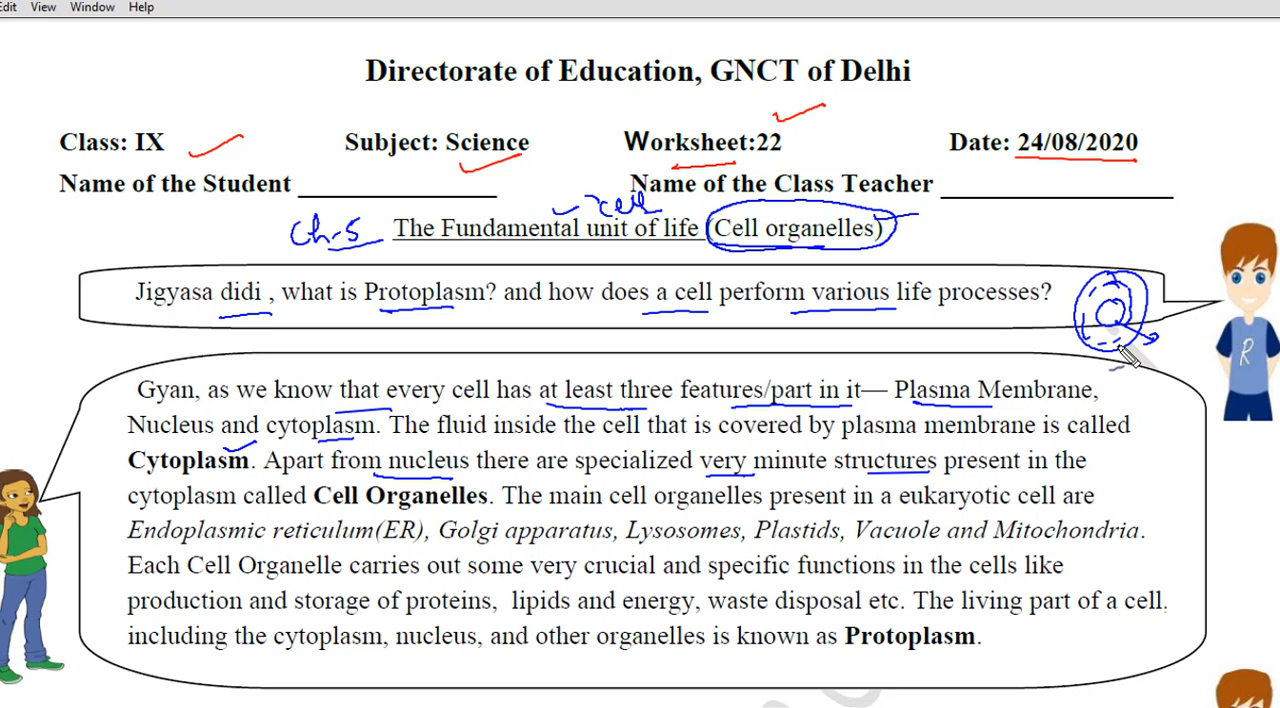 Edit View Window Help
Directorate of Education, GNCT of Delhi
Class: IX Subject: Science Worksheet:22 Date: 24/08/2020
Name of the Student Name of the Class Teacher
cell
Ch-5 The Fundamental unit of life (Cell organelles)
Jigyasa didi , what is Protoplasm? and how does a cell perform various life processes?
R
Gyan, as we know that every cell has at least three features/part in it— Plasma Membrane,
Nucleus and cytoplasm. The fluid inside the cell that is covered by plasma membrane is called
Cytoplasm. Apart from nucleus there are specialized very minute structures present in the
cytoplasm called Cell Organelles. The main cell organelles present in a eukaryotic cell are
Endoplasmic reticulum(ER), Golgi apparatus, Lysosomes, Plastids, Vacuole and Mitochondria.
Each Cell Organelle carries out some very crucial and specific functions in the cells like
production and storage of proteins, lipids and energy, waste disposal etc. The living part of a cell,
including the cytoplasm, nucleus, and other organelles is known as Protoplasm.